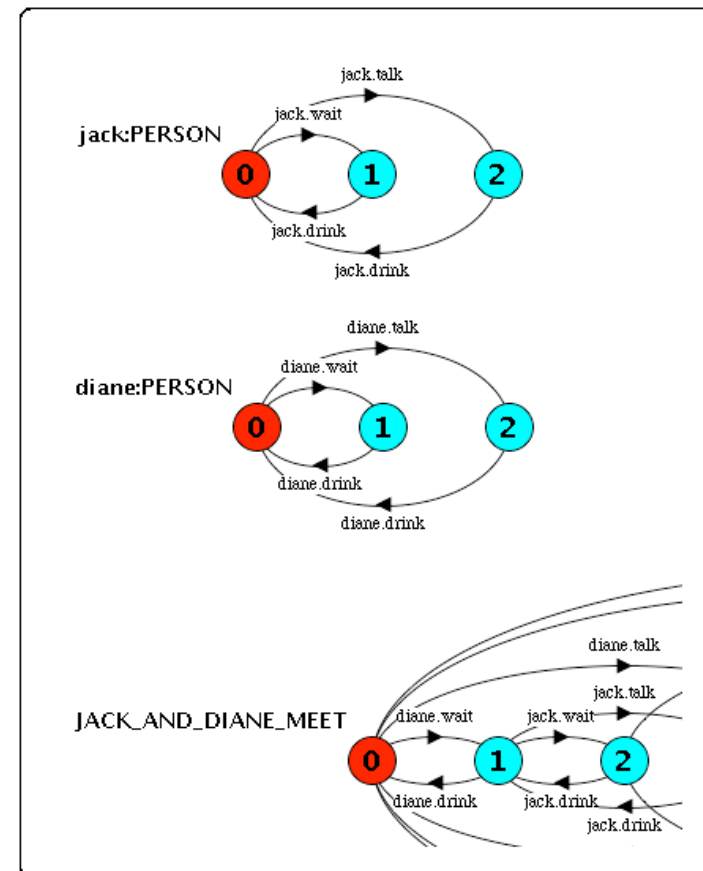 jack.talk
jack.wait
jack:PERSON
0 1 2
jack.drink
jack.drink
diane.talk
diane.wait
diane:PERSON
0 1 2
diane.drink
diane.drink
diane.talk
jack.talk
JACK_AND_DIANE_MEET
diane.wait jack.wait
0 1 2
diane.drink jack.drink
jack.drink